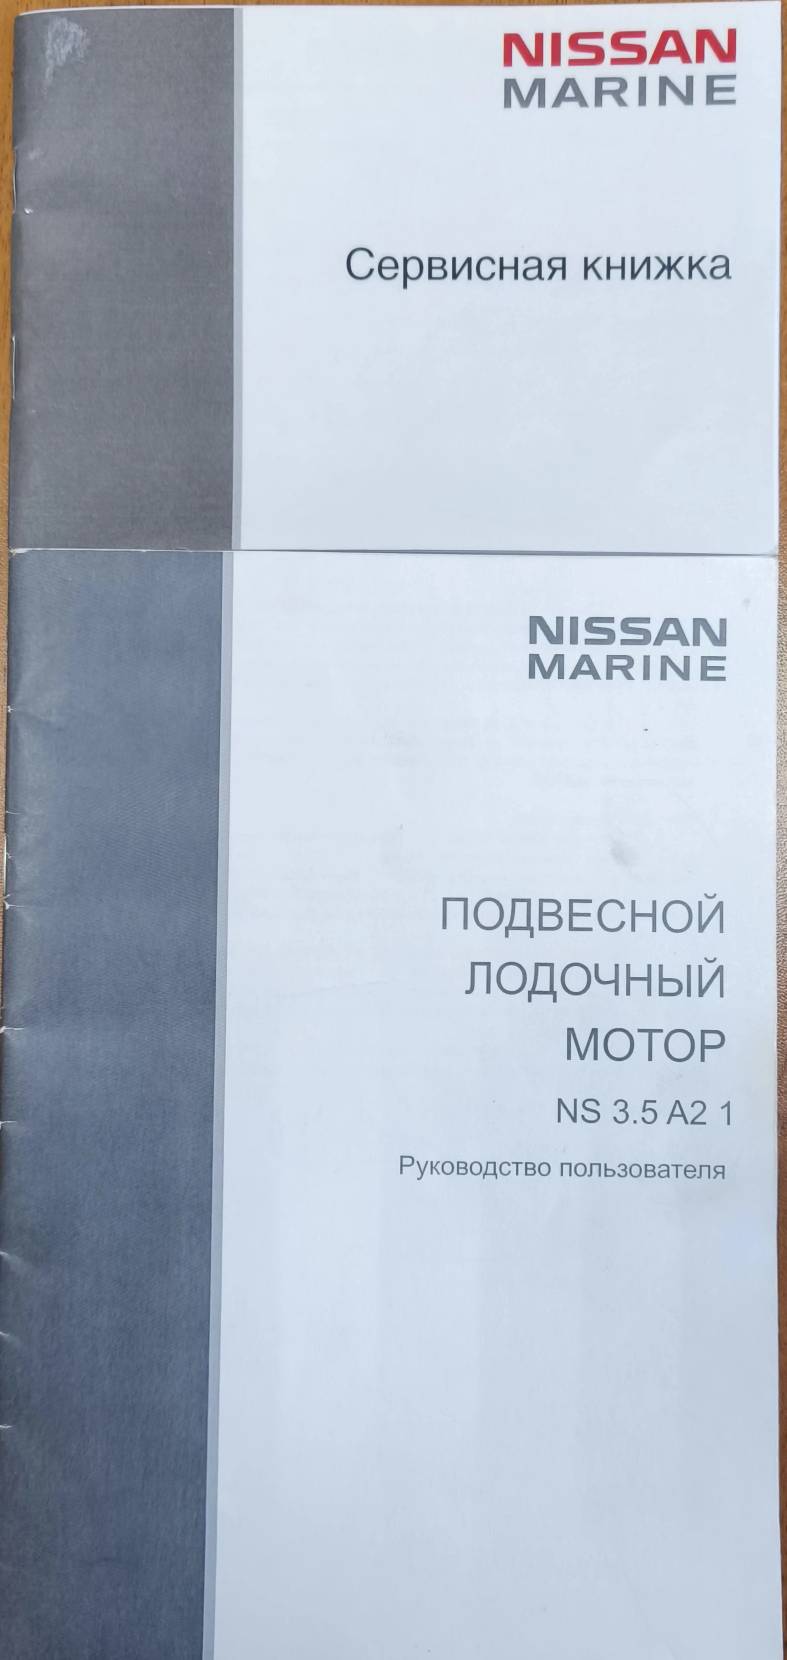 NISSAN
MARINE
Сервисная книжка
NISSAN
MARINE
ПОДВЕСНОЙ
ЛОДОЧНЫЙ
МОТОР
NS 3.5 A2 1
Руководство пользователя